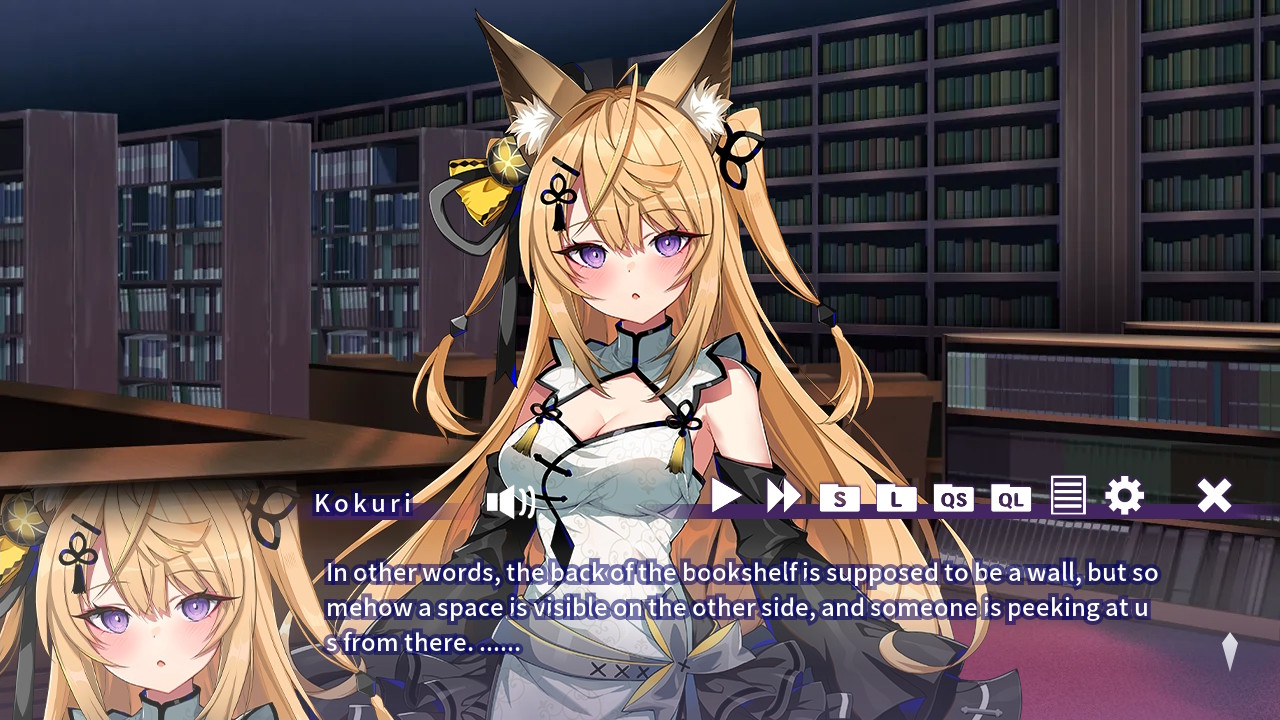 Kokuri
S L QS QL
In other words, the back of the bookshelf is supposed to be a wall, but so
mehow a space is visible on the other side, and someone is peeking at u
s from there. ......